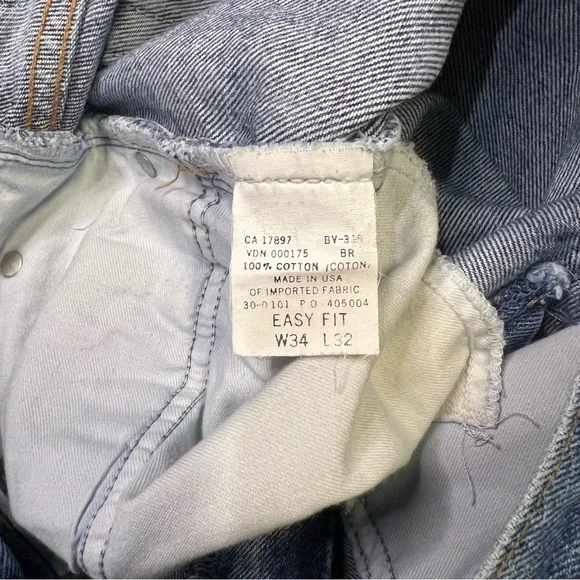 CA 17897
VDN 000175 BR
100% COTTON /COTON/
MADE IN USA
OF IMPORTED FABRIC
30-0101 P.O. 405004
EASY FIT
W34 L32